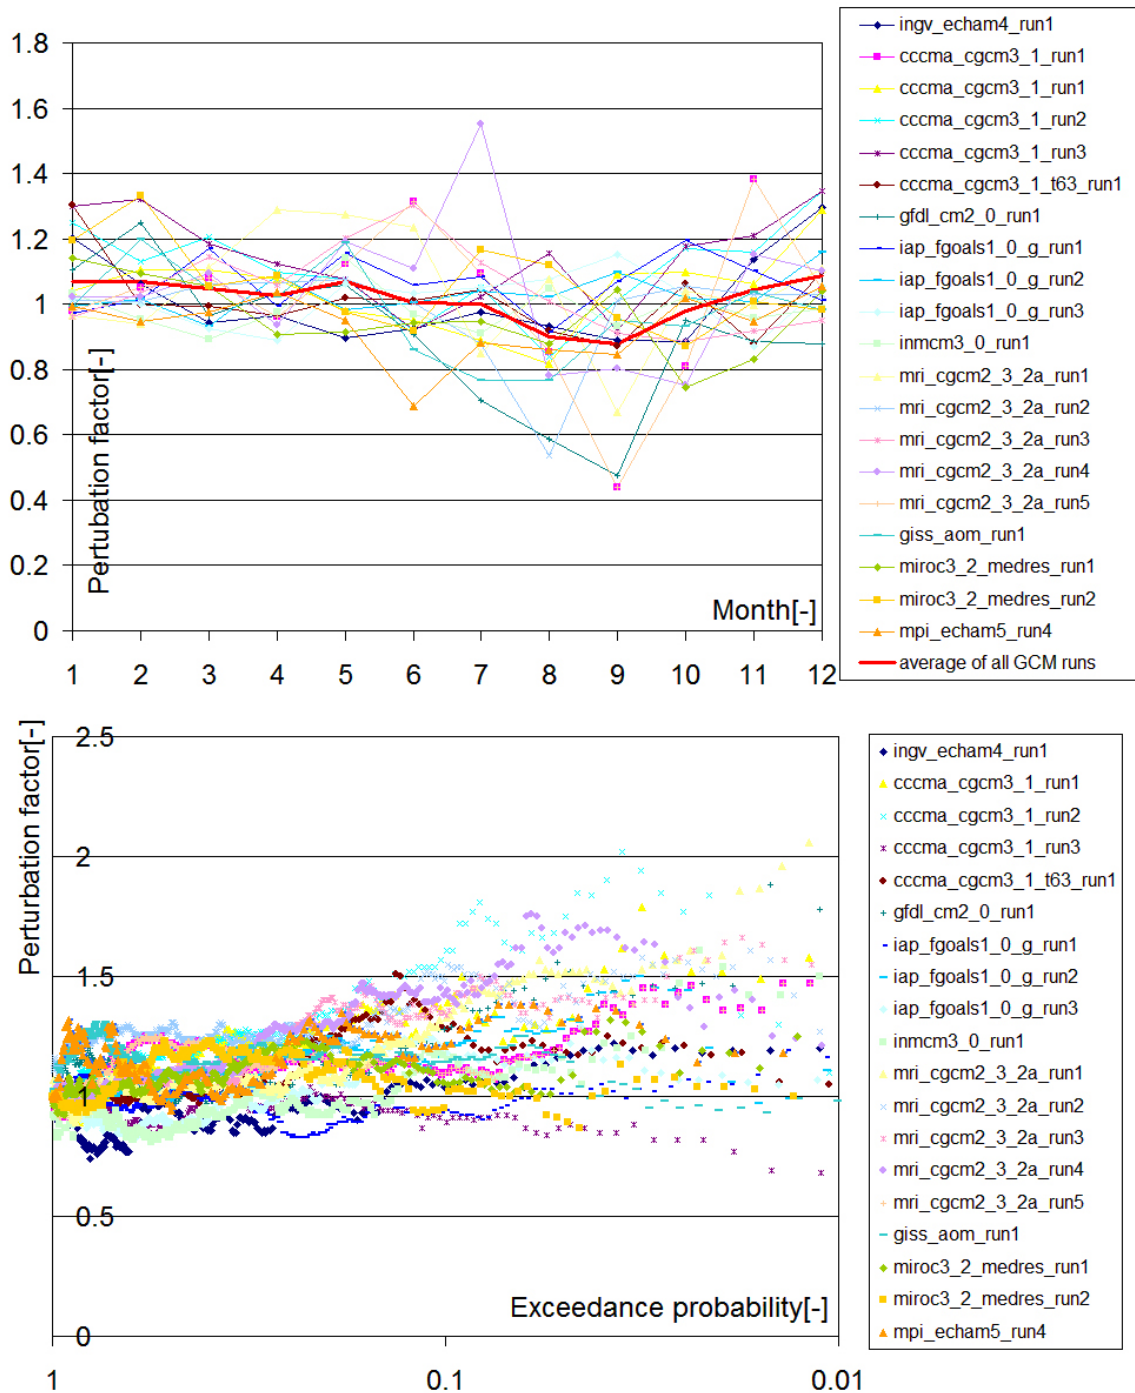 1.8
1.6
1.4
1.2
1
0.8
0.6
0.4
0.2
0
Pertubation factor[-]
Month[-]
1 2 3 4 5 6 7 8 9 10 11 12
ingv_echam4_run1
cccma_cgcm3_1_run1
cccma_cgcm3_1_run1
cccma_cgcm3_1_run2
cccma_cgcm3_1_run3
cccma_cgcm3_1_t63_run1
gfdl_cm2_0_run1
iap_fgoals1_0_g_run1
iap_fgoals1_0_g_run2
iap_fgoals1_0_g_run3
inmcm3_0_run1
mri_cgcm2_3_2a_run1
mri_cgcm2_3_2a_run2
mri_cgcm2_3_2a_run3
mri_cgcm2_3_2a_run4
mri_cgcm2_3_2a_run5
giss_aom_run1
miroc3_2_medres_run1
miroc3_2_medres_run2
mpi_echam5_run4
average of all GCM runs
Perturbation factor[-]
2.5
2
1.5
1
0.5
0
Exceedance probability[-]
1 0.1 0.01
ingv_echam4_run1
cccma_cgcm3_1_run1
cccma_cgcm3_1_run2
cccma_cgcm3_1_run3
cccma_cgcm3_1_t63_run1
gfdl_cm2_0_run1
iap_fgoals1_0_g_run1
iap_fgoals1_0_g_run2
iap_fgoals1_0_g_run3
inmcm3_0_run1
mri_cgcm2_3_2a_run1
mri_cgcm2_3_2a_run2
mri_cgcm2_3_2a_run3
mri_cgcm2_3_2a_run4
mri_cgcm2_3_2a_run5
giss_aom_run1
miroc3_2_medres_run1
miroc3_2_medres_run2
mpi_echam5_run4